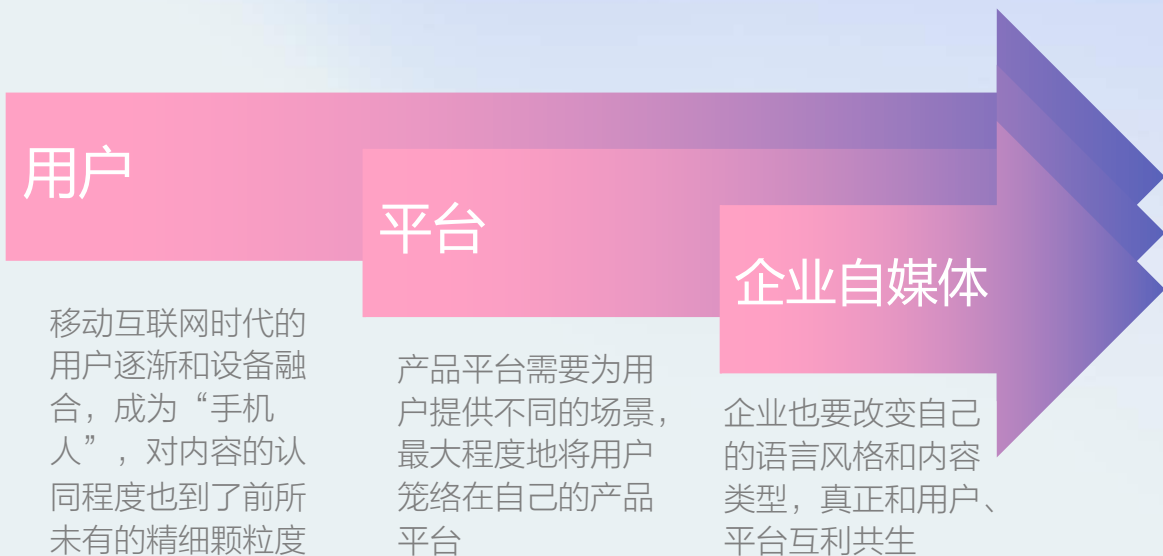 用户
移动互联网时代的
用户逐渐和设备融
合，成为“手机
人”，对内容的认
同程度也到了前所
未有的精细颗粒度
平台
产品平台需要为用
户提供不同的场景，
最大程度地将用户
笼络在自己的产品
平台
企业自媒体
企业也要改变自己
的语言风格和内容
类型，真正和用户、
平台互利共生